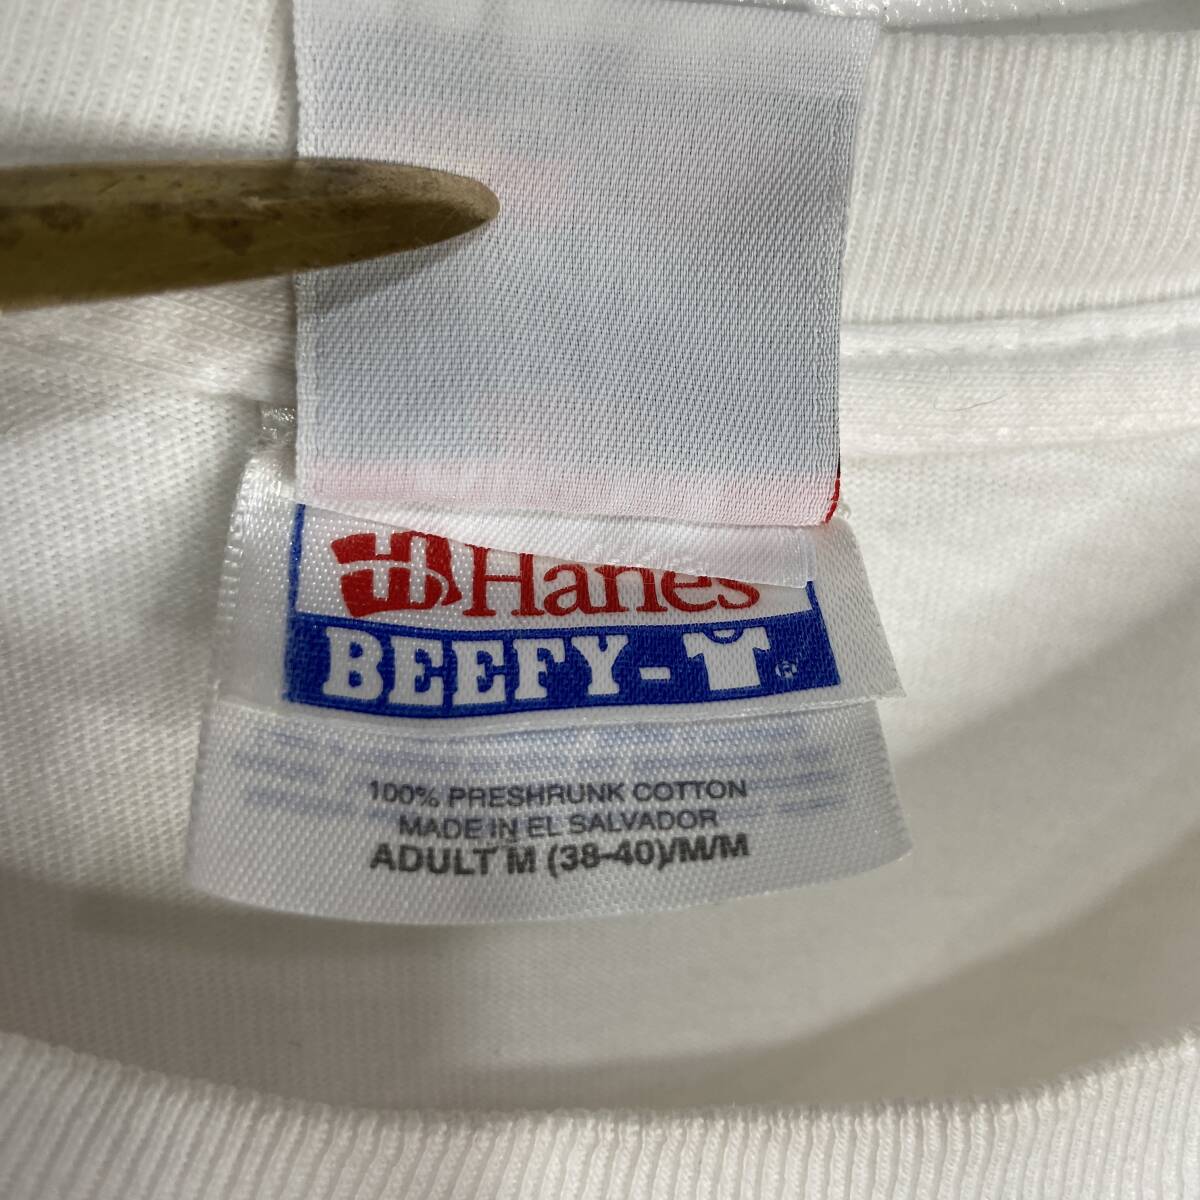 Hanes
BEEFY-T®
100% PRESHRUNK COTTON
MADE IN EL SALVADOR
ADULT M (38-40)/M/M